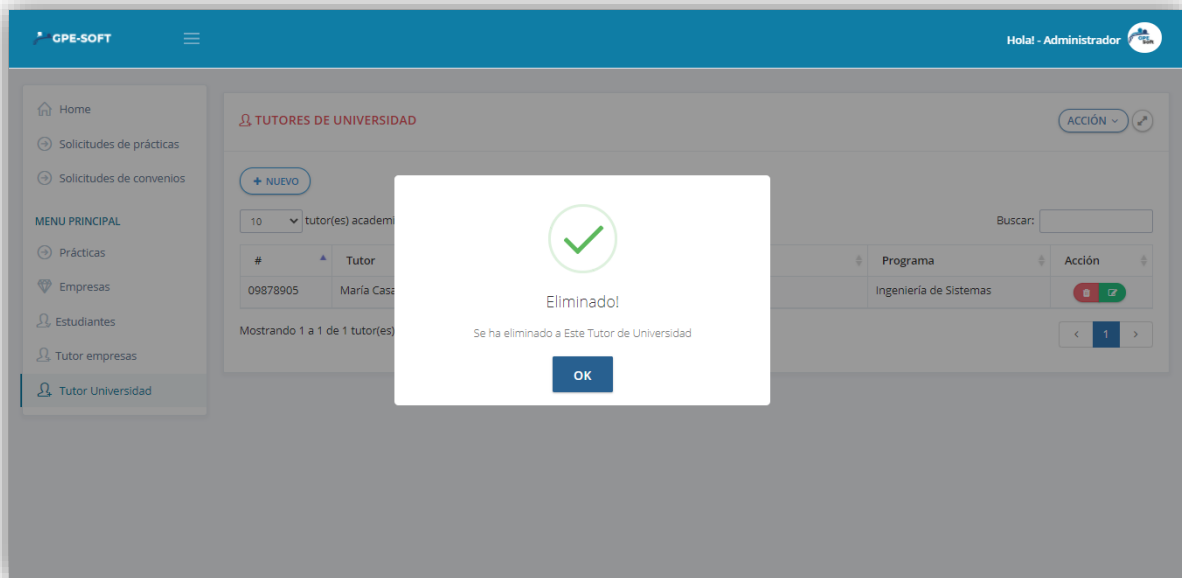 GPE-SOFT
Hola! - Administrador
GPE
Soft
Home
Solicitudes de prácticas
Solicitudes de convenios
MENU PRINCIPAL
Prácticas
Empresas
Estudiantes
Tutor empresas
Tutor Universidad
TUTORES DE UNIVERSIDAD
ACCIÓN
+ NUEVO
10 tutor(es) academi
Buscar:
# Tutor Programa Acción
09878905 María Casa Ingeniería de Sistemas
Mostrando 1 a 1 de 1 tutor(es)
< 1 >
Eliminado!
Se ha eliminado a Este Tutor de Universidad
OK